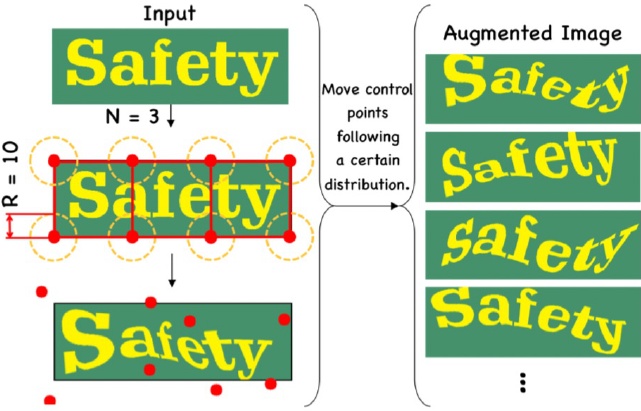 Input
Safety
N = 3
R = 10
Safety
Safety
Move control
points
following
a certain
distribution.
Augmented Image
Safety
Safety
Safety
Safety